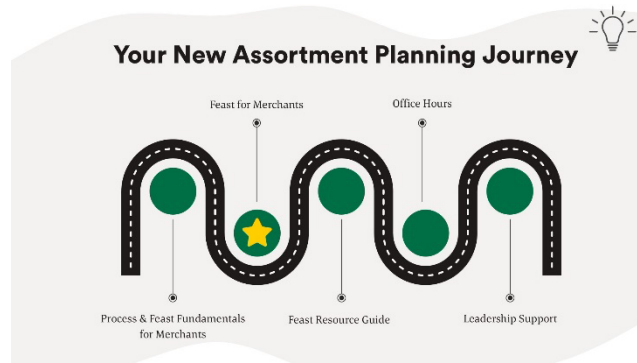 Your New Assortment Planning Journey
Feast for Merchants
Office Hours
Process & Feast Fundamentals
for Merchants
Feast Resource Guide
Leadership Support